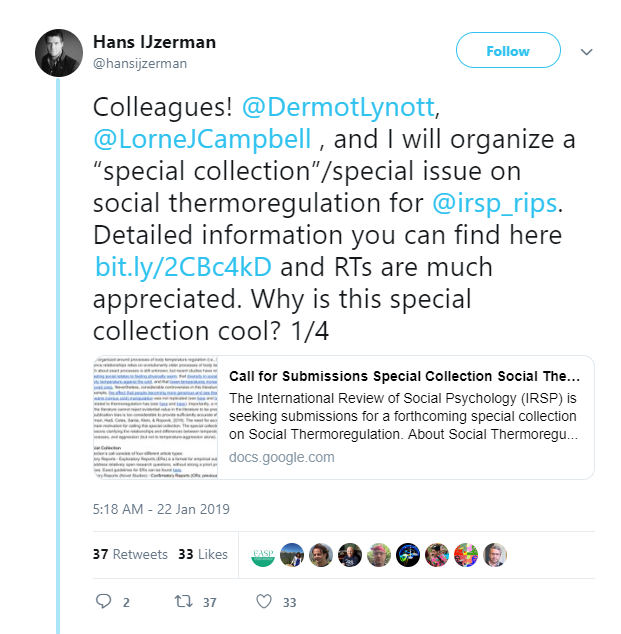 Hans IJzerman
@hansijzerman
Follow
Colleagues! @DermotLynott,
@LorneJCampbell , and I will organize a
“special collection”/special issue on
social thermoregulation for @irsp_rips.
Detailed information you can find here
bit.ly/2CBc4kD and RTs are much
appreciated. Why is this special
collection cool? 1/4
Call for Submissions Special Collection Social The...
The International Review of Social Psychology (IRSP) is
seeking submissions for a forthcoming special collection
on Social Thermoregulation. About Social Thermoregu...
docs.google.com
5:18 AM - 22 Jan 2019
37 Retweets 33 Likes
EASP
2 37 33